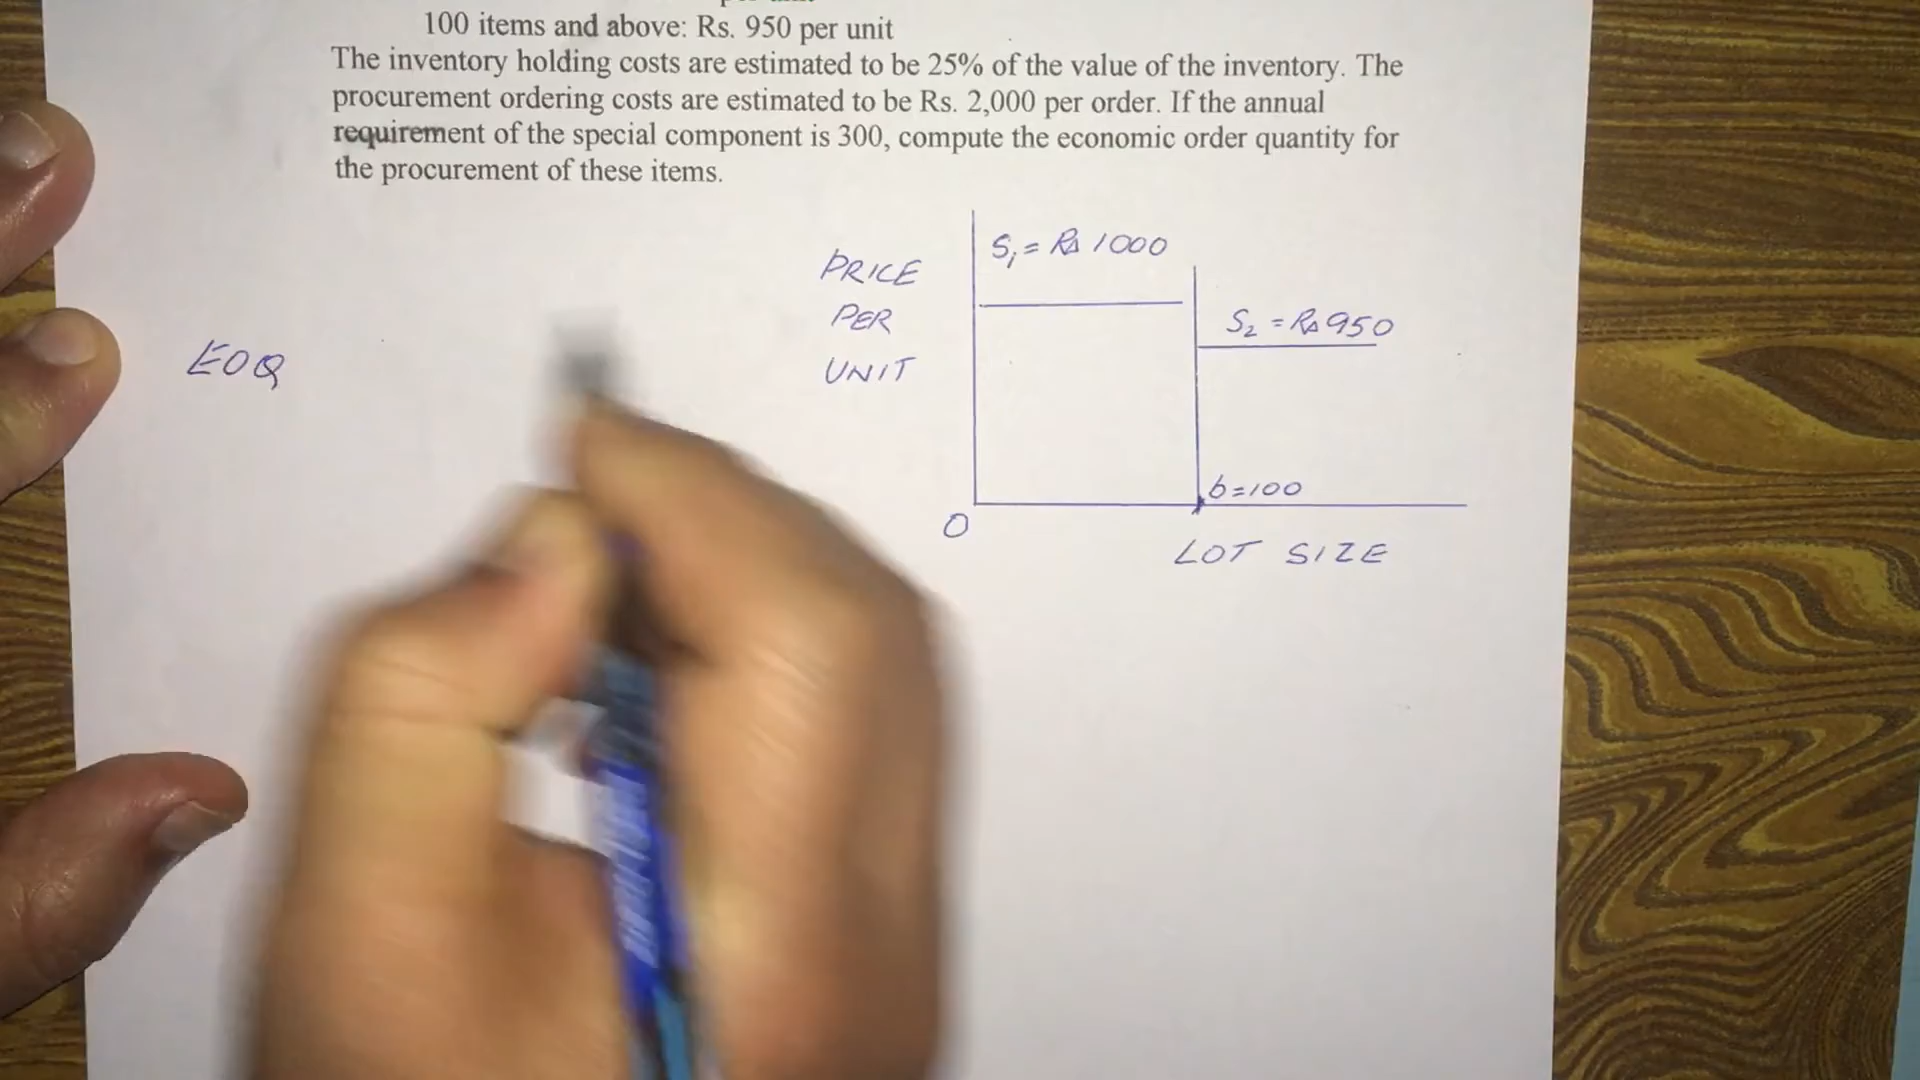 100 items and above: Rs. 950 per unit
The inventory holding costs are estimated to be 25% of the value of the inventory. The
procurement ordering costs are estimated to be Rs. 2,000 per order. If the annual
requirement of the special component is 300, compute the economic order quantity for
the procurement of these items.
S₁ = Rs 1000
PRICE
PER
UNIT
S₂ = Rs 950
EOQ
b=100
O
LOT SIZE